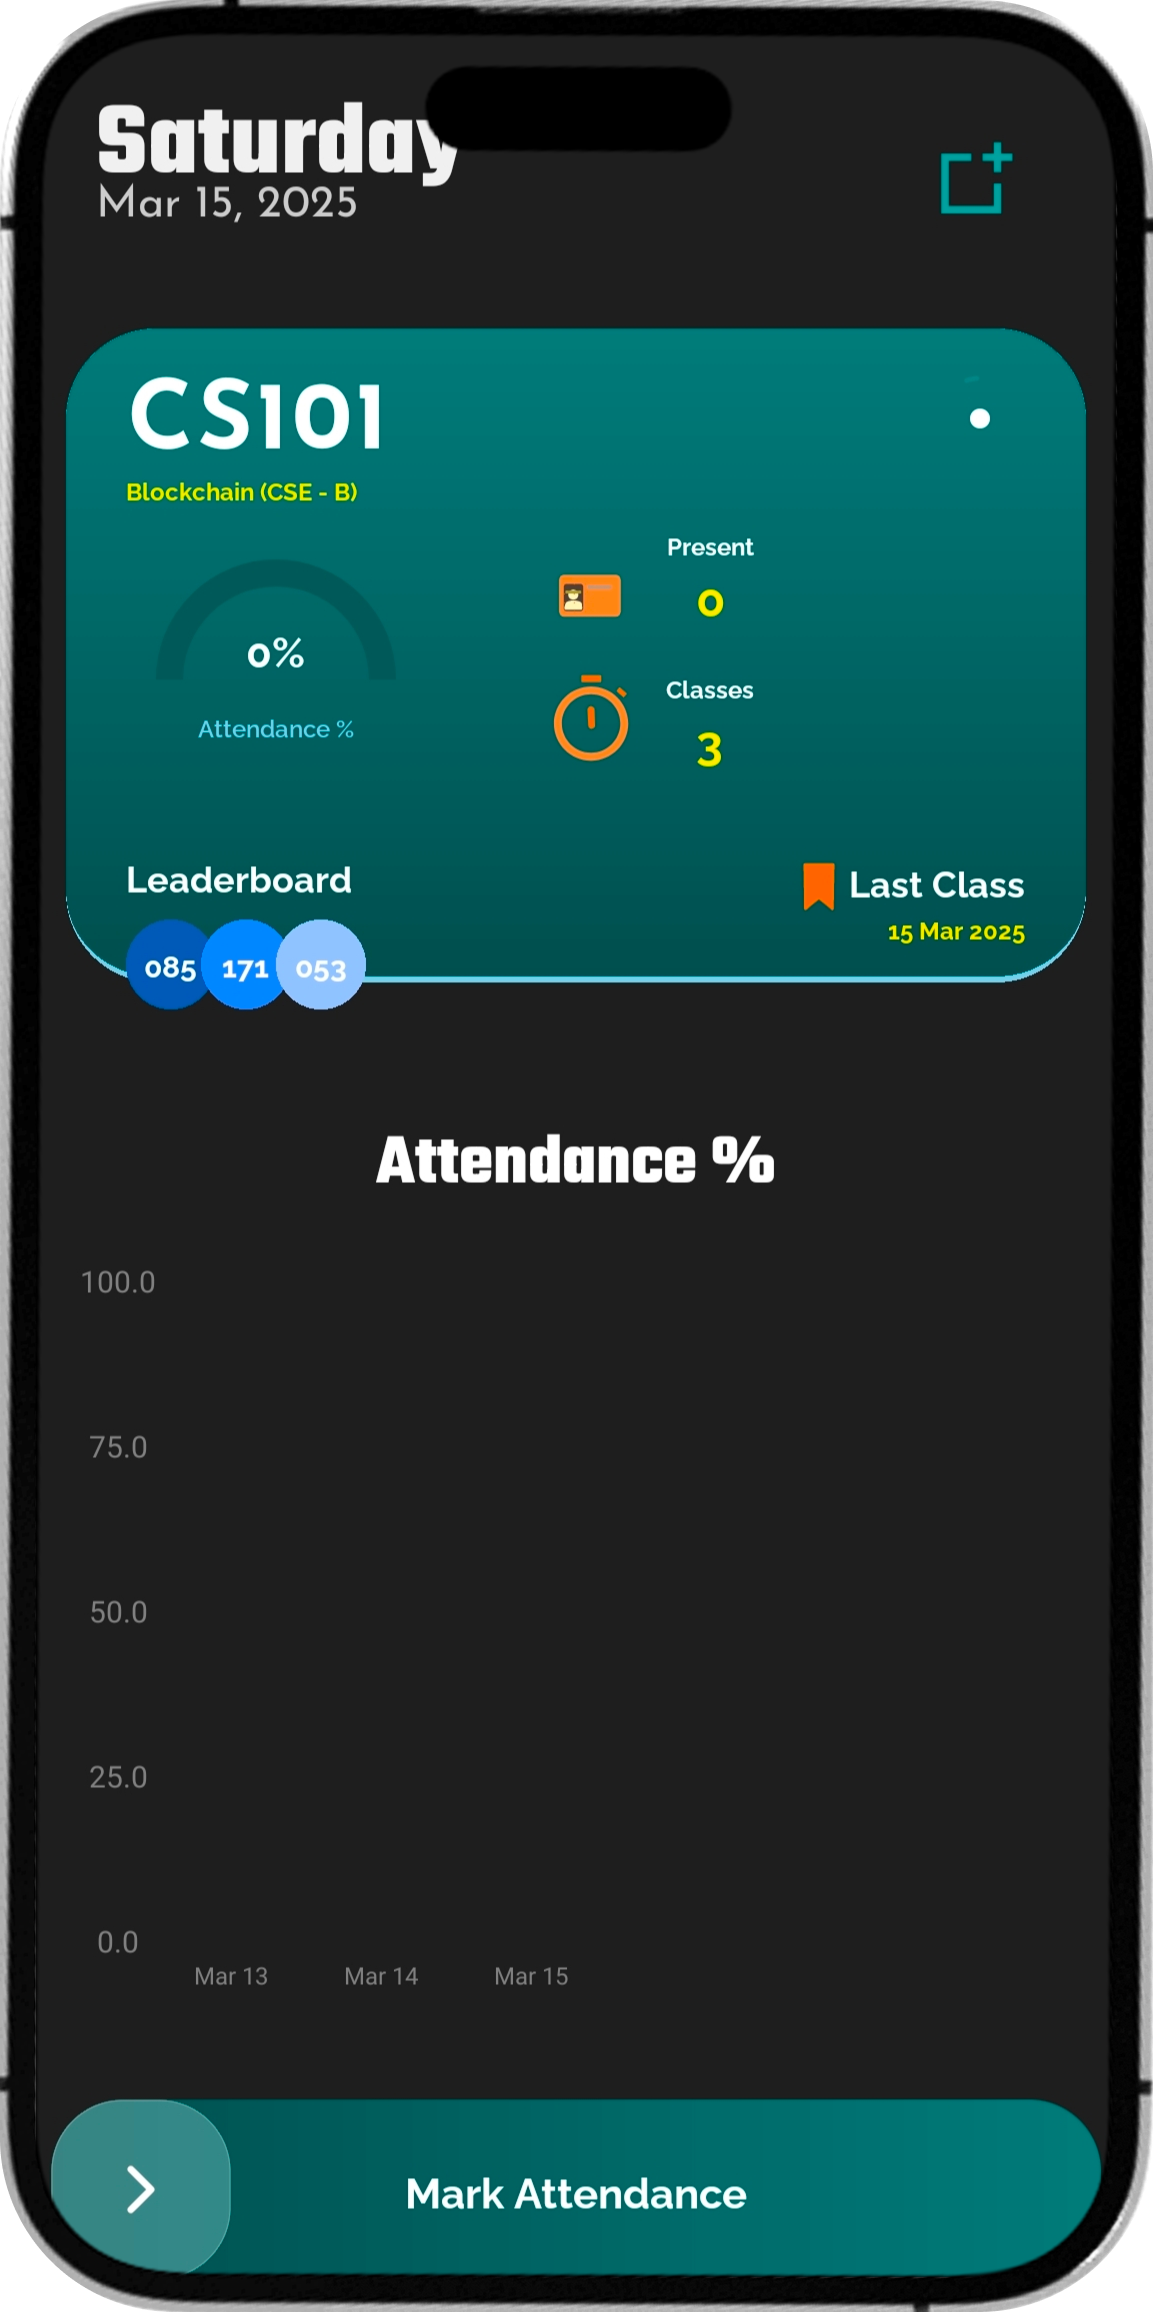 Saturday
Mar 15, 2025
CS101
Blockchain (CSE - B)
Present
0
0%
Attendance %
Classes
3
Leaderboard
085 171 053
Last Class
15 Mar 2025
Attendance %
100.0
75.0
50.0
25.0
0.0
Mar 13 Mar 14 Mar 15
Mark Attendance